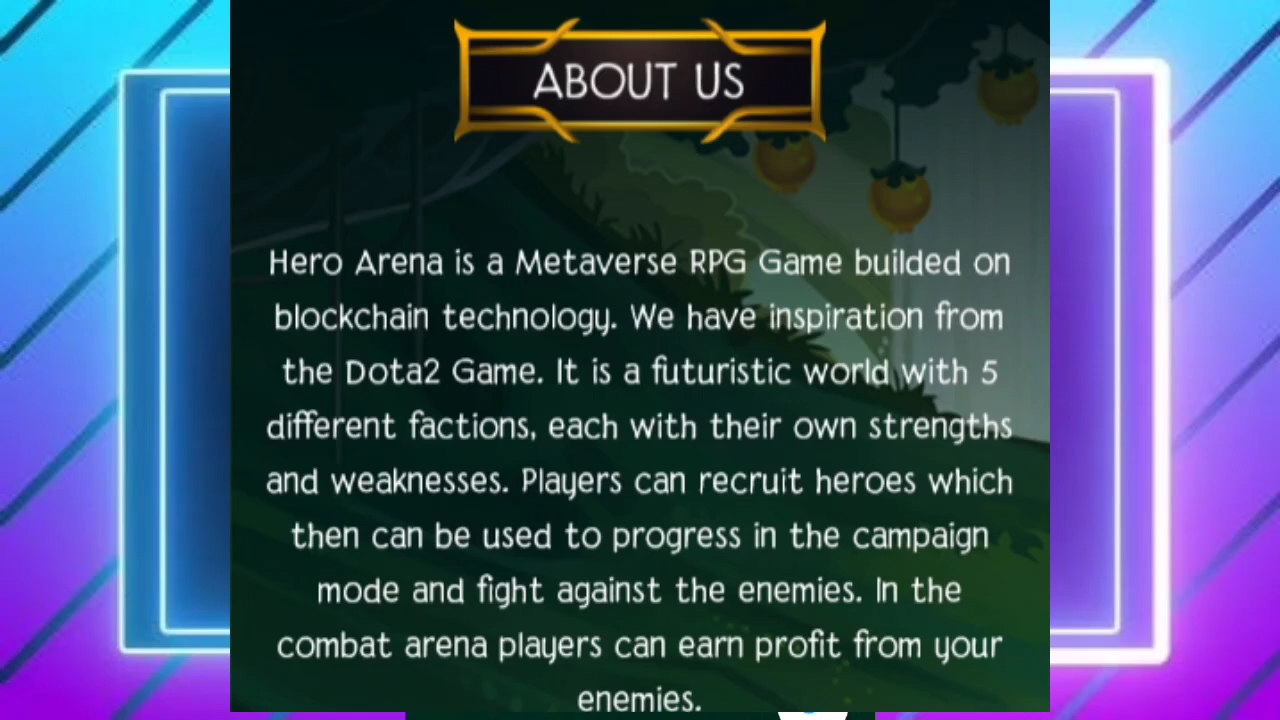 ABOUT US
Hero Arena is a Metaverse RPG Game builded on
blockchain technology. We have inspiration from
the Dota2 Game. It is a futuristic world with 5
different factions, each with their own strengths
and weaknesses. Players can recruit heroes which
then can be used to progress in the campaign
mode and fight against the enemies. In the
combat arena players can earn profit from your
enemies.